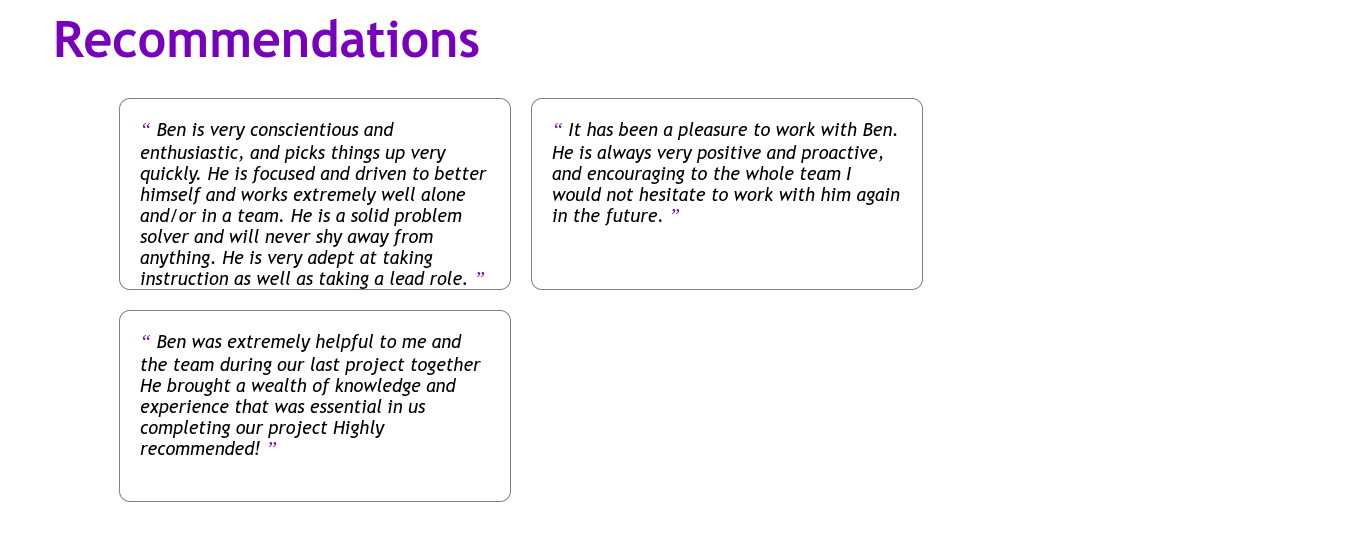 Recommendations
“ Ben is very conscientious and
enthusiastic, and picks things up very
quickly. He is focused and driven to better
himself and works extremely well alone
and/or in a team. He is a solid problem
solver and will never shy away from
anything. He is very adept at taking
instruction as well as taking a lead role. ”
“ It has been a pleasure to work with Ben.
He is always very positive and proactive,
and encouraging to the whole team I
would not hesitate to work with him again
in the future. ”
“ Ben was extremely helpful to me and
the team during our last project together
He brought a wealth of knowledge and
experience that was essential in us
completing our project Highly
recommended! ”